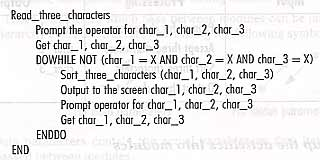 Read_three_characters
Prompt the operator for char_1, char_2, char_3
Get char_1, char_2, char_3
DOWHILE NOT (char_1 = X AND char_2 = X AND char_3 = X)
Sort_three_characters (char_1, char_2, char_3)
Output to the screen char_1, char_2, char_3
Prompt operator for char_1, char_2, char_3
Get char_1, char_2, char_3
ENDDO
END